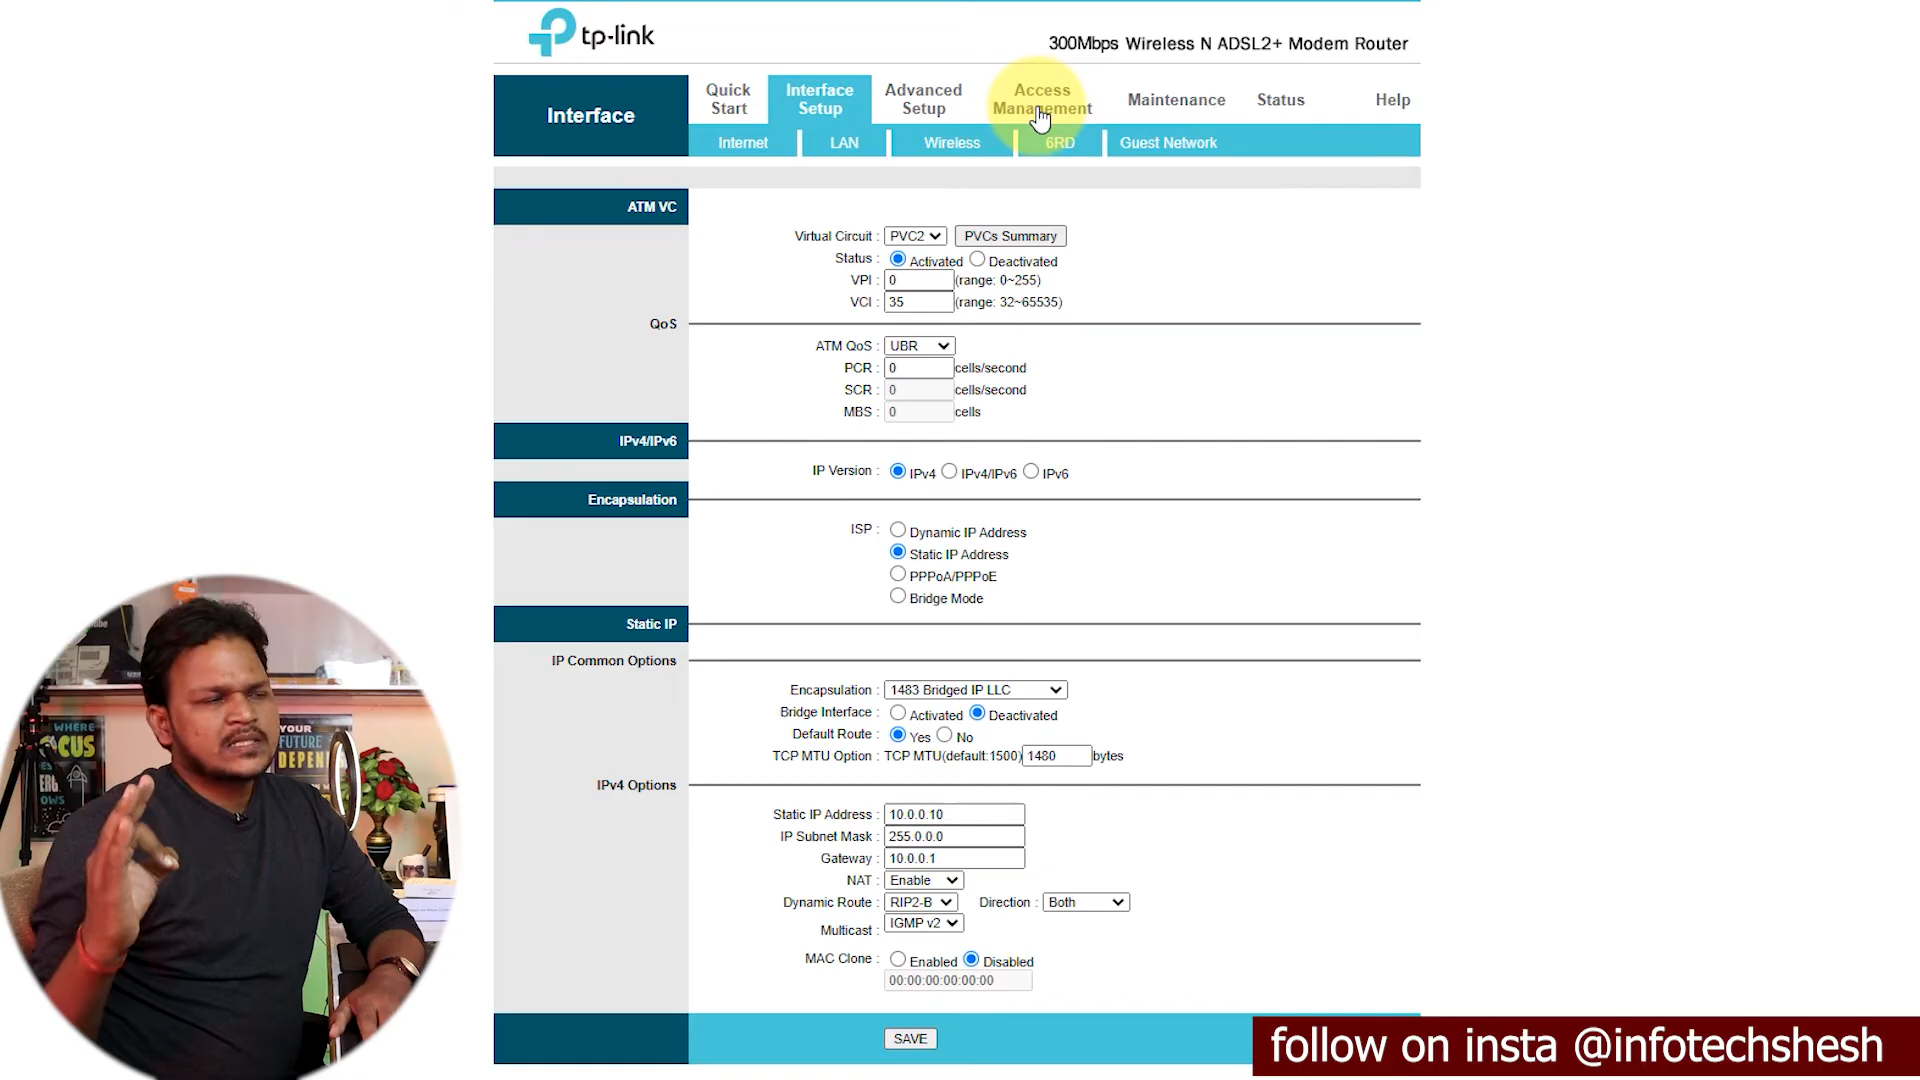 tp-link
300Mbps Wireless N ADSL2+ Modem Router
Interface
Quick Start
Interface Setup
Advanced Setup
Access Management
Maintenance
Status
Help
Internet
LAN
Wireless
6RD
Guest Network
ATM VC
Virtual Circuit : PVC2 PVCs Summary
Status : Activated Deactivated
VPI : 0 (range: 0~255)
VCI : 35 (range: 32~65535)
QoS
ATM QoS : UBR
PCR : 0 cells/second
SCR : 0 cells/second
MBS : 0 cells
IPv4/IPv6
IP Version : IPv4 IPv4/IPv6 IPv6
Encapsulation
ISP : Dynamic IP Address
Static IP Address
PPPoA/PPPoE
Bridge Mode
Static IP
IP Common Options
Encapsulation : 1483 Bridged IP LLC
Bridge Interface : Activated Deactivated
Default Route : Yes No
TCP MTU Option : TCP MTU(default:1500) 1480 bytes
IPv4 Options
Static IP Address : 10.0.0.10
IP Subnet Mask : 255.0.0.0
Gateway : 10.0.0.1
NAT : Enable
Dynamic Route : RIP2-B Direction : Both
Multicast : IGMP v2
MAC Clone : Enabled Disabled
00:00:00:00:00:00
SAVE
WHERE
YOUR
FUTURE
DEPEN
follow on insta @infotechshesh